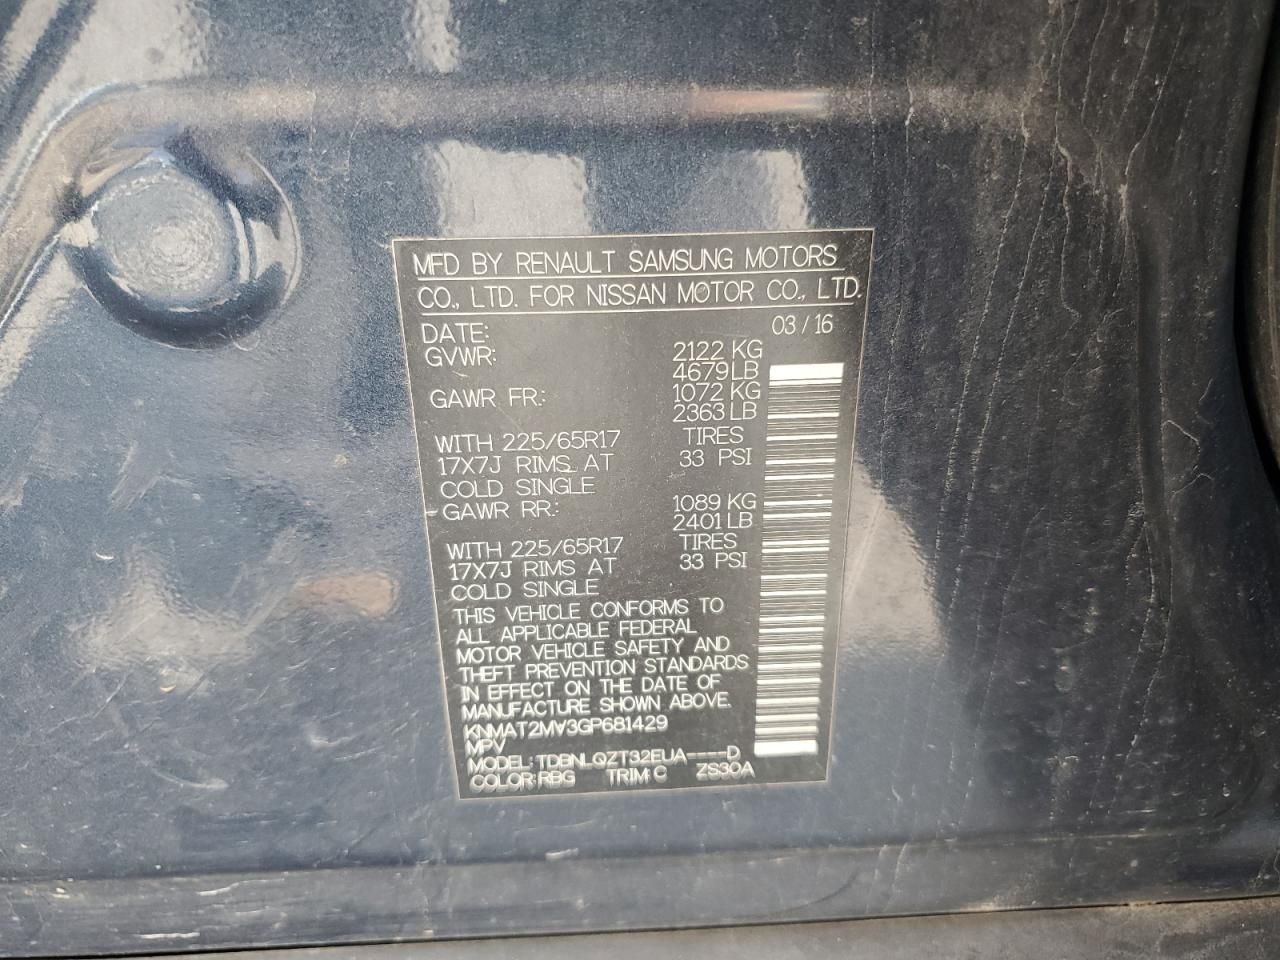 MFD BY RENAULT SAMSUNG MOTORS
CO., LTD. FOR NISSAN MOTOR CO., LTD.
DATE: 03 / 16
GVWR: 2122 KG
4679 LB
GAWR FR.: 1072 KG
2363 LB
WITH 225/65R17 TIRES
17X7J RIMS AT 33 PSI
COLD SINGLE
GAWR RR.: 1089 KG
2401 LB
WITH 225/65R17 TIRES
17X7J RIMS AT 33 PSI
COLD SINGLE
THIS VEHICLE CONFORMS TO
ALL APPLICABLE FEDERAL
MOTOR VEHICLE SAFETY AND
THEFT PREVENTION STANDARDS
IN EFFECT ON THE DATE OF
MANUFACTURE SHOWN ABOVE.
KNMAT2MV3GP681429
MPV
MODEL: TDBNLQZT32EUA----D
COLOR: RBG TRIM: C ZS30A